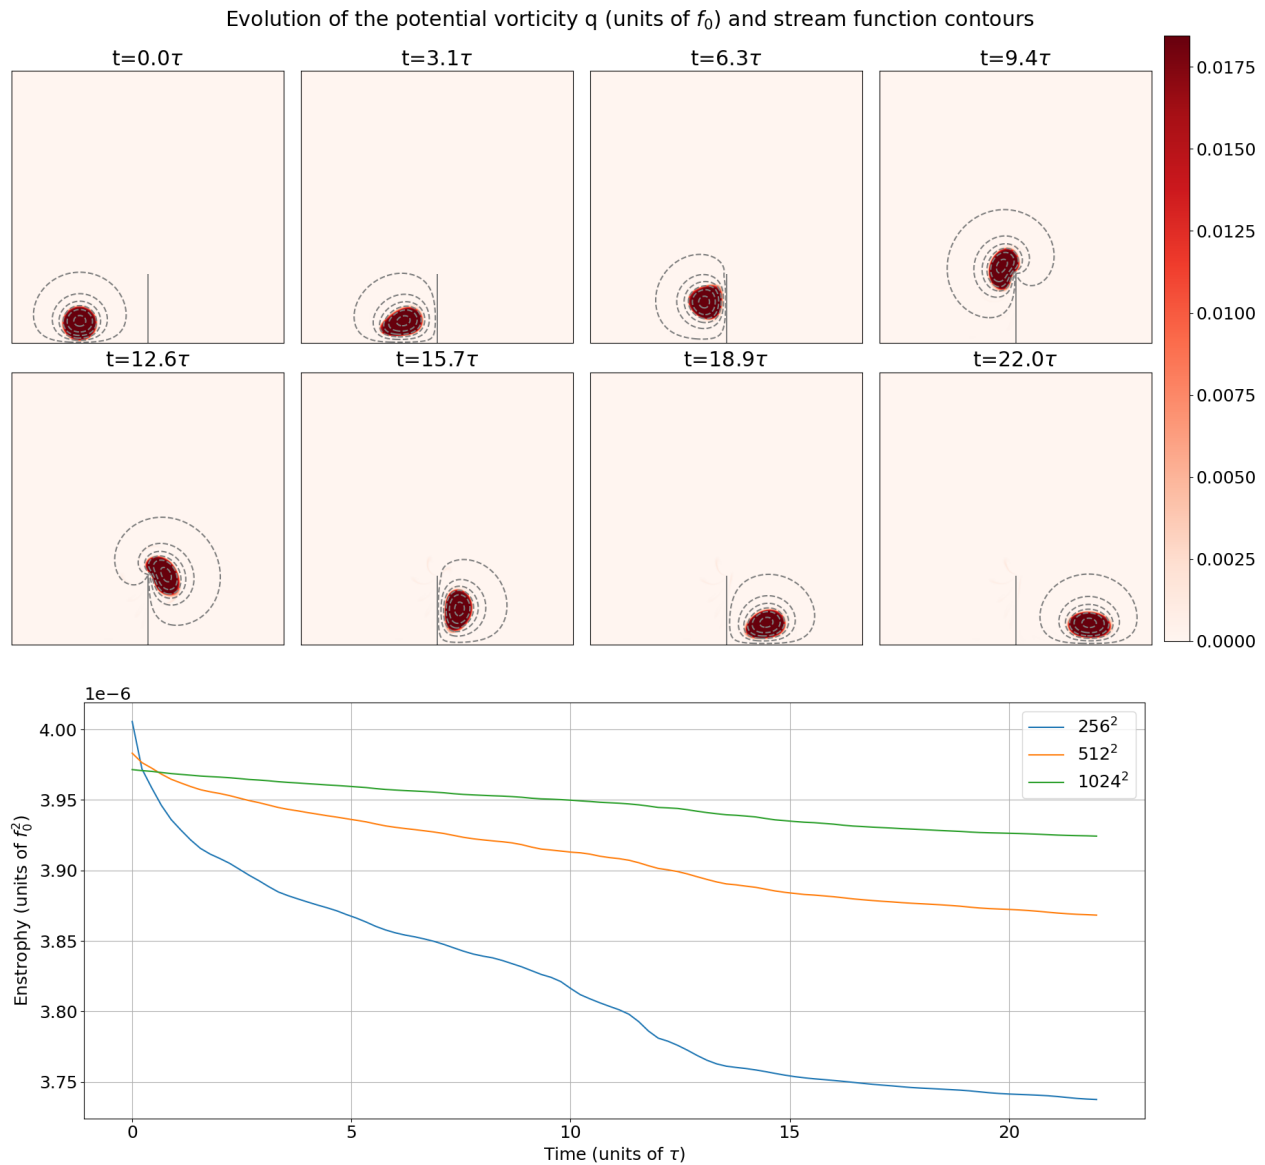 Evolution of the potential vorticity q (units of f₀) and stream function contours
t=0.0τ
t=3.1τ
t=6.3τ
t=9.4τ
t=12.6τ
t=15.7τ
t=18.9τ
t=22.0τ
0.0175
0.0150
0.0125
0.0100
0.0075
0.0050
0.0025
0.0000
1e−6
4.00
3.95
3.90
3.85
3.80
3.75
Enstrophy (units of f₀²)
256²
512²
1024²
0
5
10
15
20
Time (units of τ)